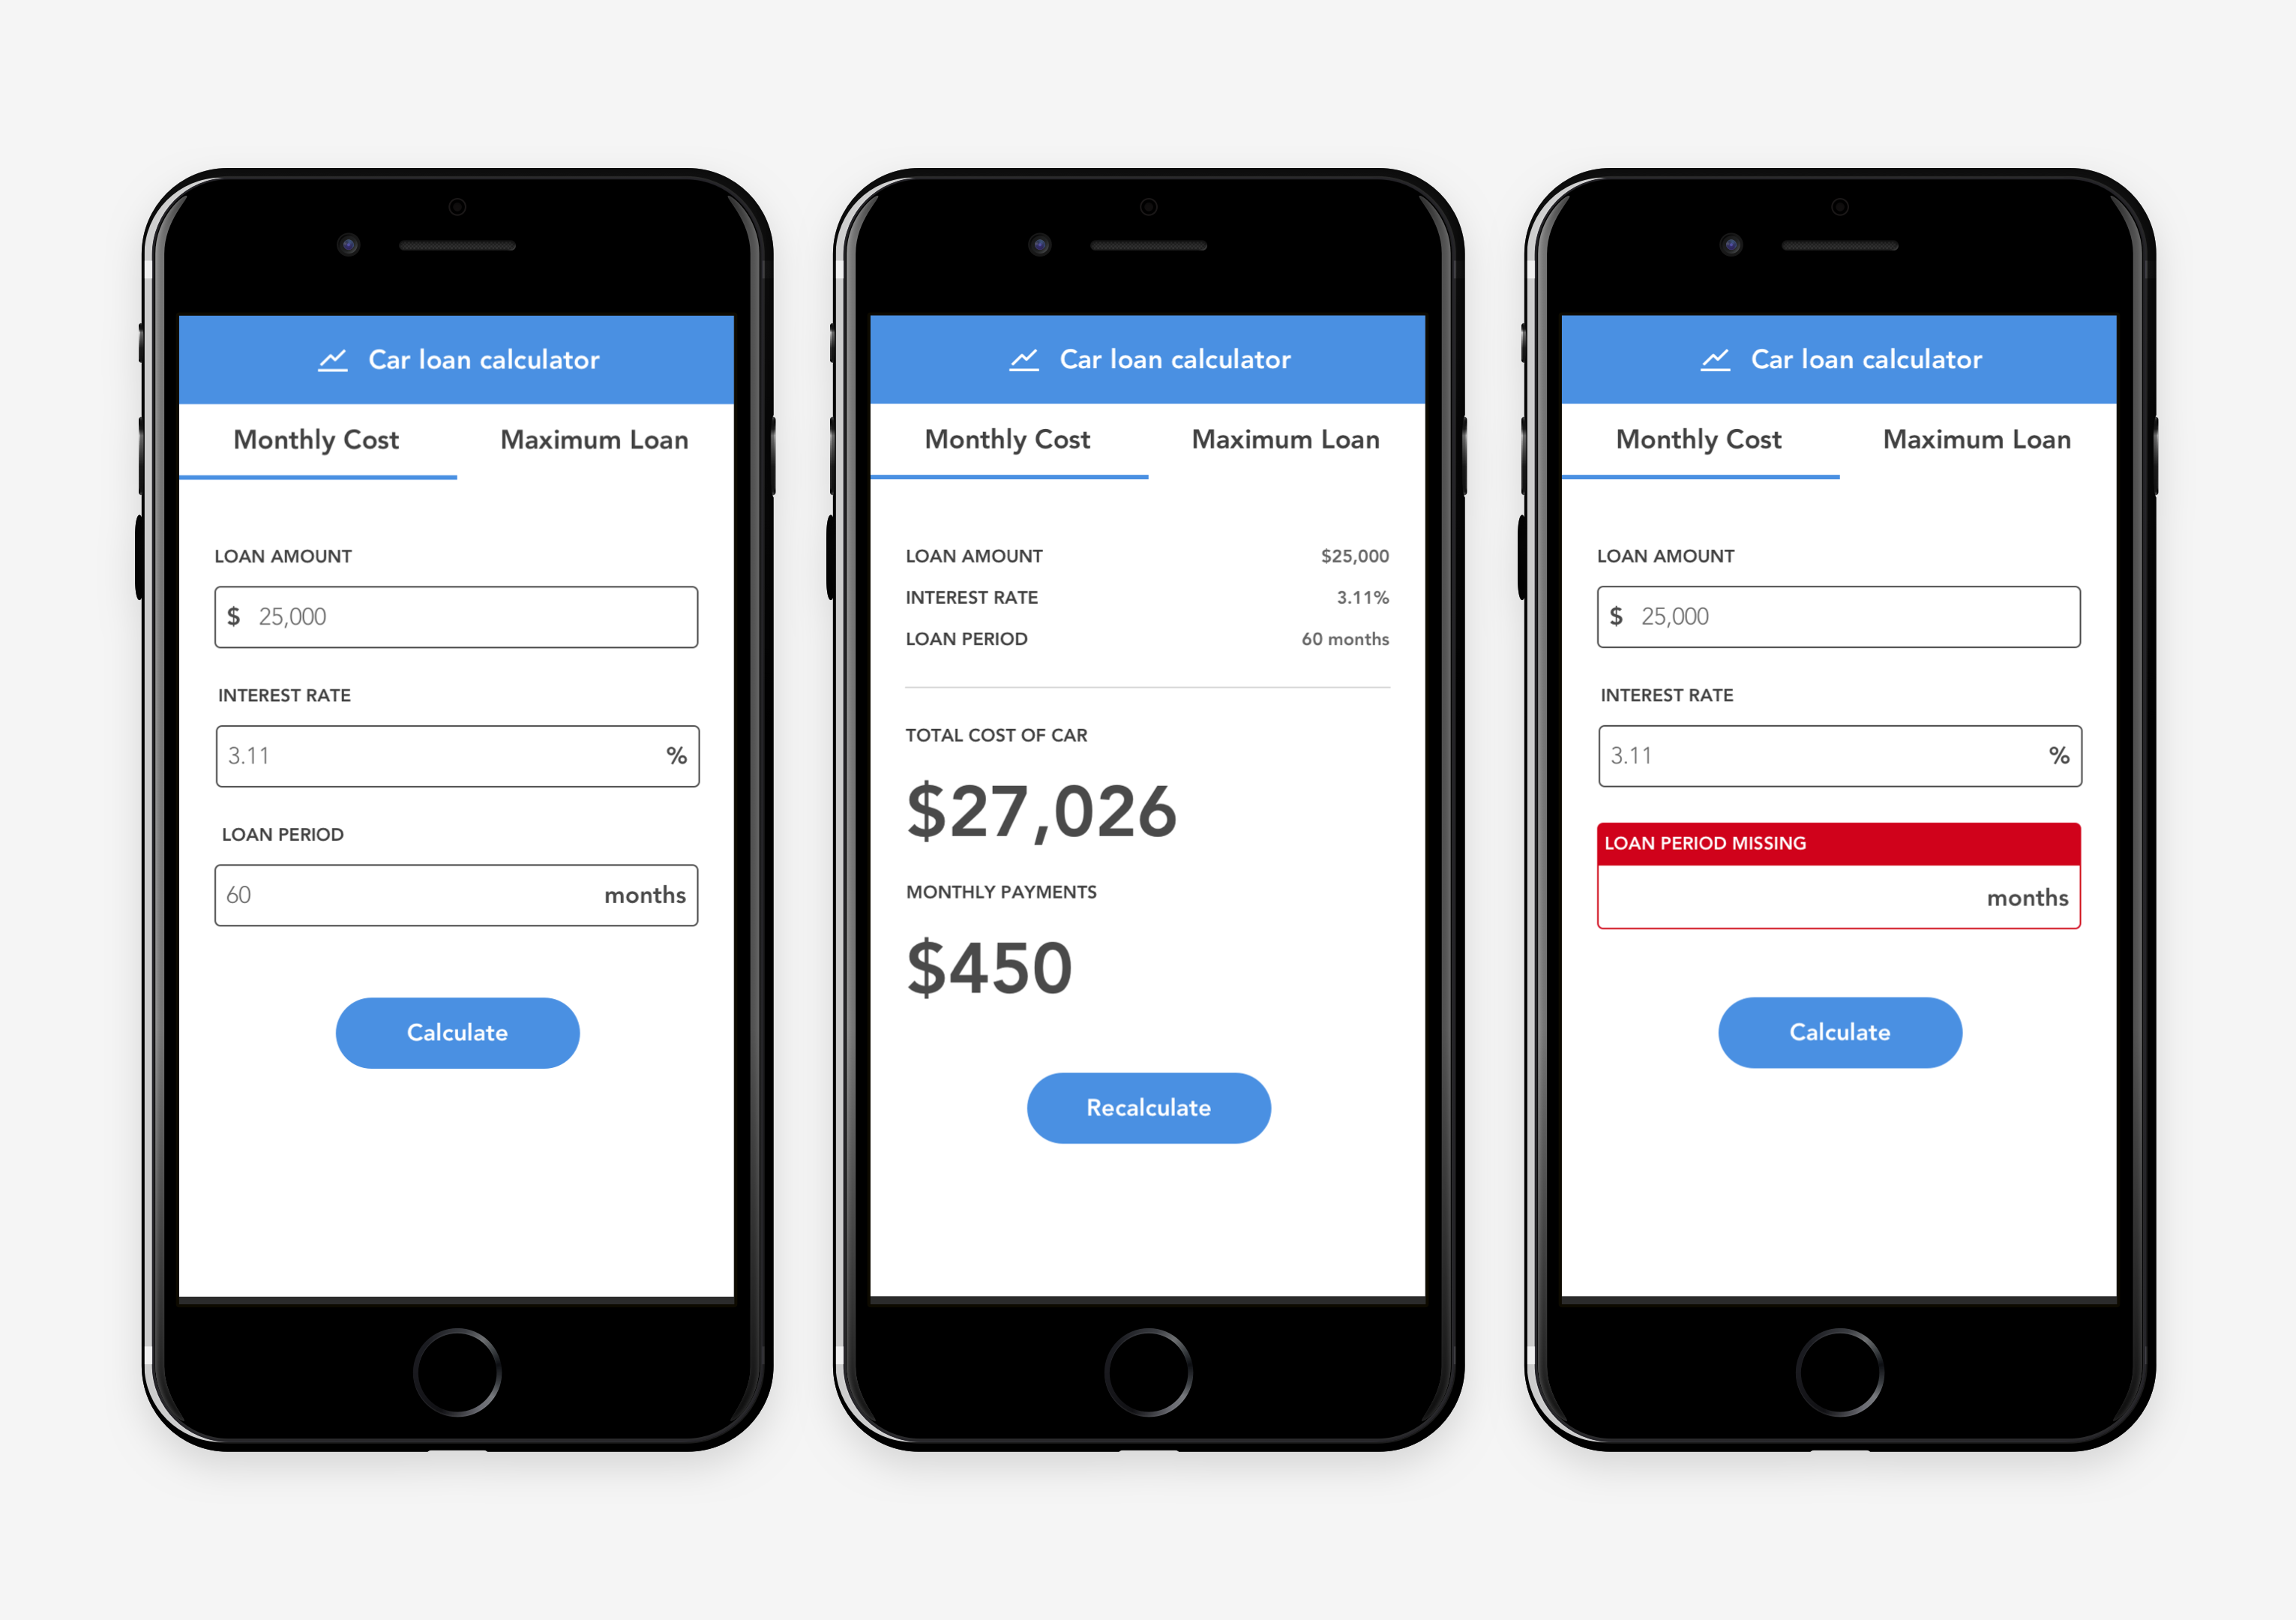 Car loan calculator
Monthly Cost Maximum Loan
LOAN AMOUNT
$ 25,000
INTEREST RATE
3.11 %
LOAN PERIOD
60 months
Calculate
Car loan calculator
Monthly Cost Maximum Loan
LOAN AMOUNT $25,000
INTEREST RATE 3.11%
LOAN PERIOD 60 months
TOTAL COST OF CAR
$27,026
MONTHLY PAYMENTS
$450
Recalculate
Car loan calculator
Monthly Cost Maximum Loan
LOAN AMOUNT
$ 25,000
INTEREST RATE
3.11 %
LOAN PERIOD MISSING
months
Calculate